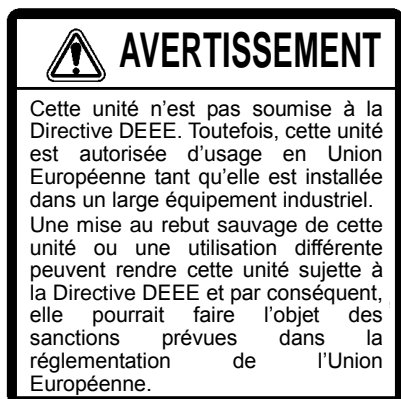 AVERTISSEMENT
Cette unité n’est pas soumise à la
Directive DEEE. Toutefois, cette unité
est autorisée d’usage en Union
Européenne tant qu’elle est installée
dans un large équipement industriel.
Une mise au rebut sauvage de cette
unité ou une utilisation différente
peuvent rendre cette unité sujette à
la Directive DEEE et par conséquent,
elle pourrait faire l’objet des
sanctions prévues dans la
réglementation de l’Union
Européenne.